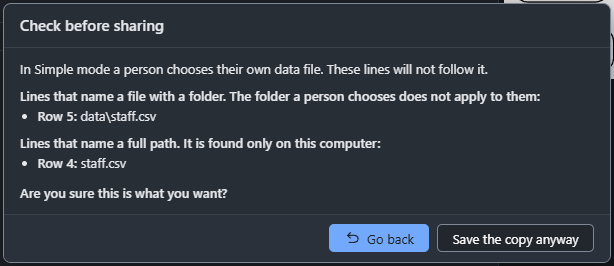 Check before sharing
In Simple mode a person chooses their own data file. These lines will not follow it.
Lines that name a file with a folder. The folder a person chooses does not apply to them:
• Row 5: data\staff.csv
Lines that name a full path. It is found only on this computer:
• Row 4: staff.csv
Are you sure this is what you want?
Go back
Save the copy anyway